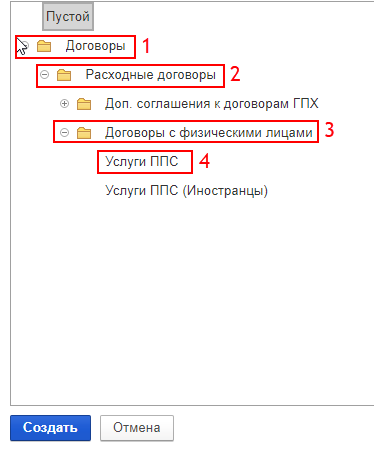 Пустой
Договоры 1
Расходные договоры 2
Доп. соглашения к договорам ГПХ
Договоры с физическими лицами 3
Услуги ППС 4
Услуги ППС (Иностранцы)
Создать Отмена